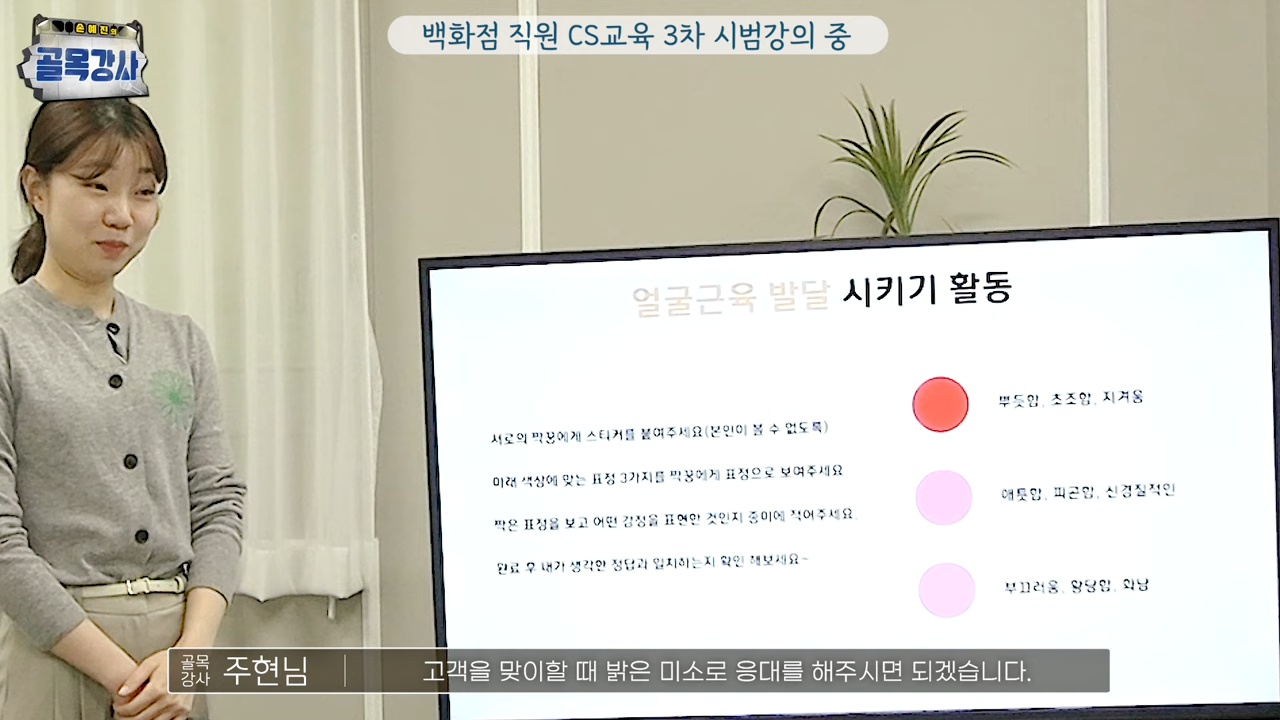 손예진의
골목강사
백화점 직원 CS교육 3차 시범강의 중
얼굴근육 발달 시키기 활동
서로의 짝꿍에게 스티커를 붙여주세요(본인이 볼 수 없도록)
아래 색상에 맞는 표정 3가지를 짝꿍에게 표정으로 보여주세요
짝은 표정을 보고 어떤 감정을 표현한 것인지 종이에 적어주세요.
완료 후 내가 생각한 정답과 일치하는지 확인 해보세요~
뿌듯함, 초조함, 지겨움
애틋함, 피곤함, 신경질적인
부끄러움, 황당함, 화남
골목
강사
주현님
고객을 맞이할 때 밝은 미소로 응대를 해주시면 되겠습니다.